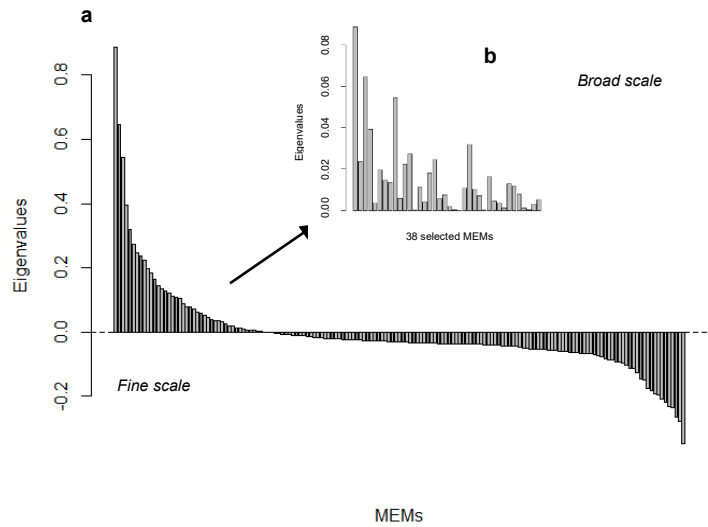 a
b
Broad scale
Eigenvalues
0.08
0.06
0.04
0.02
0.00
38 selected MEMs
Eigenvalues
0.8
0.6
0.4
0.2
0.0
-0.2
Fine scale
MEMs